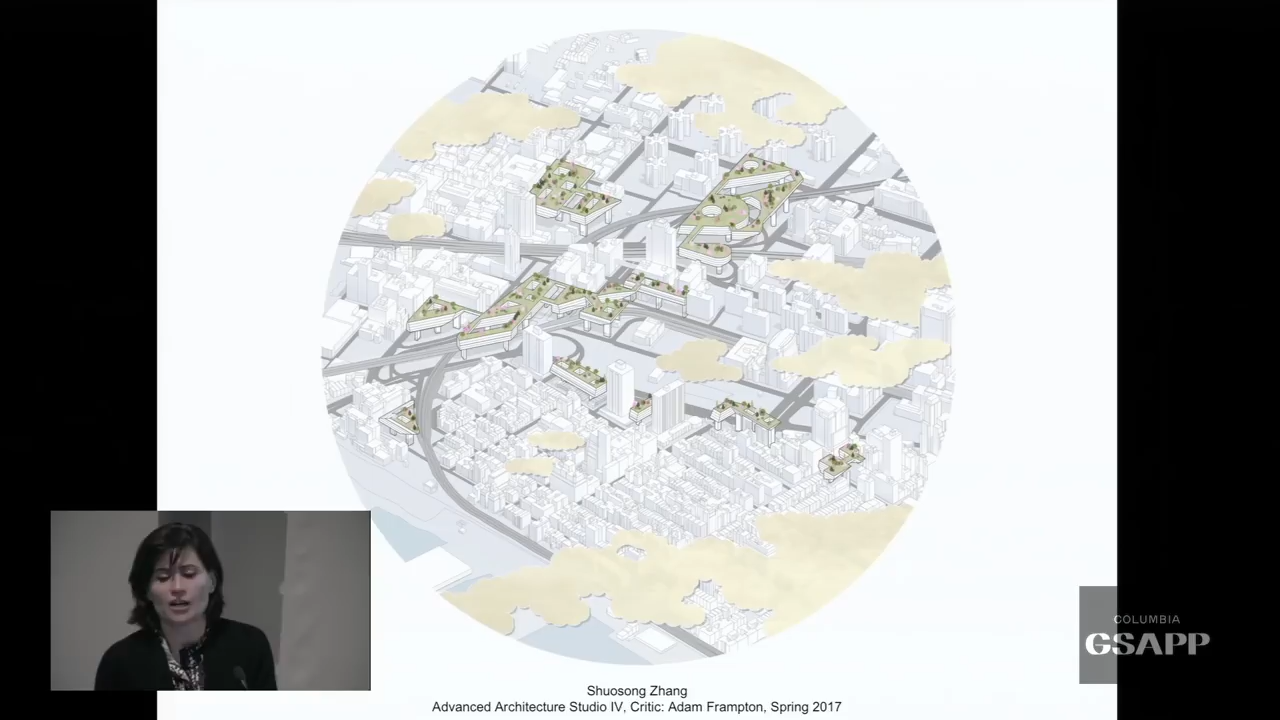 COLUMBIA
GSAPP
Shuosong Zhang
Advanced Architecture Studio IV, Critic: Adam Frampton, Spring 2017